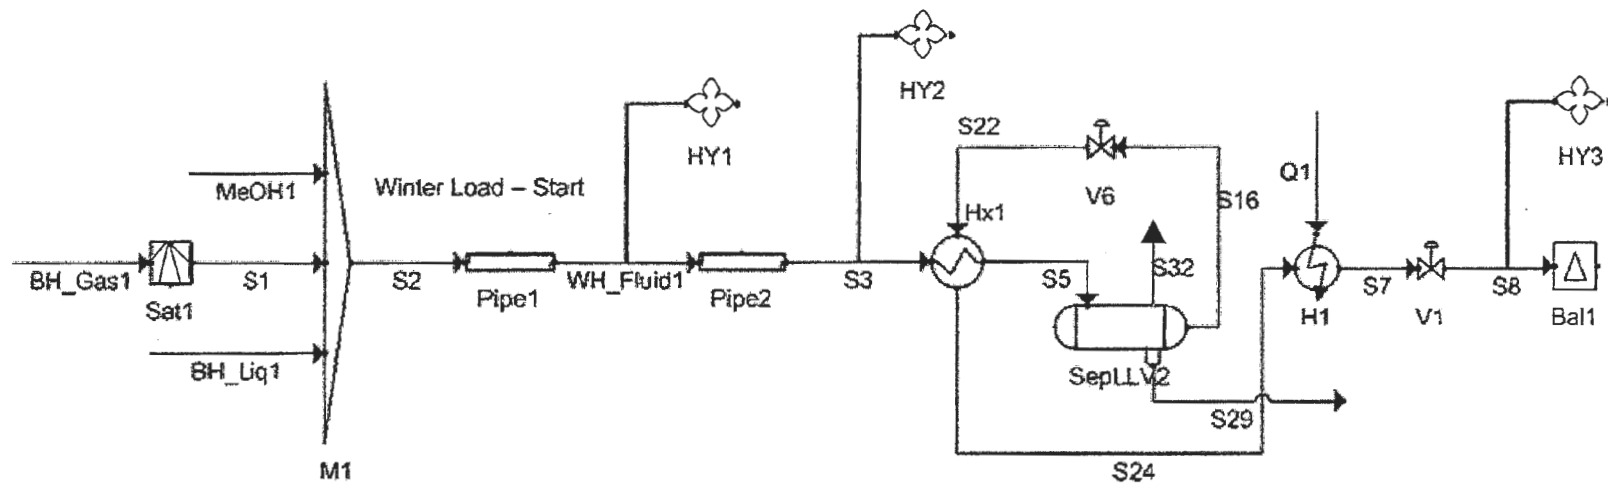 HY2
HY1
HY3
S22
V6
S16
Q1
MeOH1
Winter Load – Start
Hx1
BH_Gas1
Sat1
S1
S2
Pipe1
WH_Fluid1
Pipe2
S3
S5
S32
H1
S7
V1
S8
Bal1
BH_Liq1
SepLLV2
S29
M1
S24